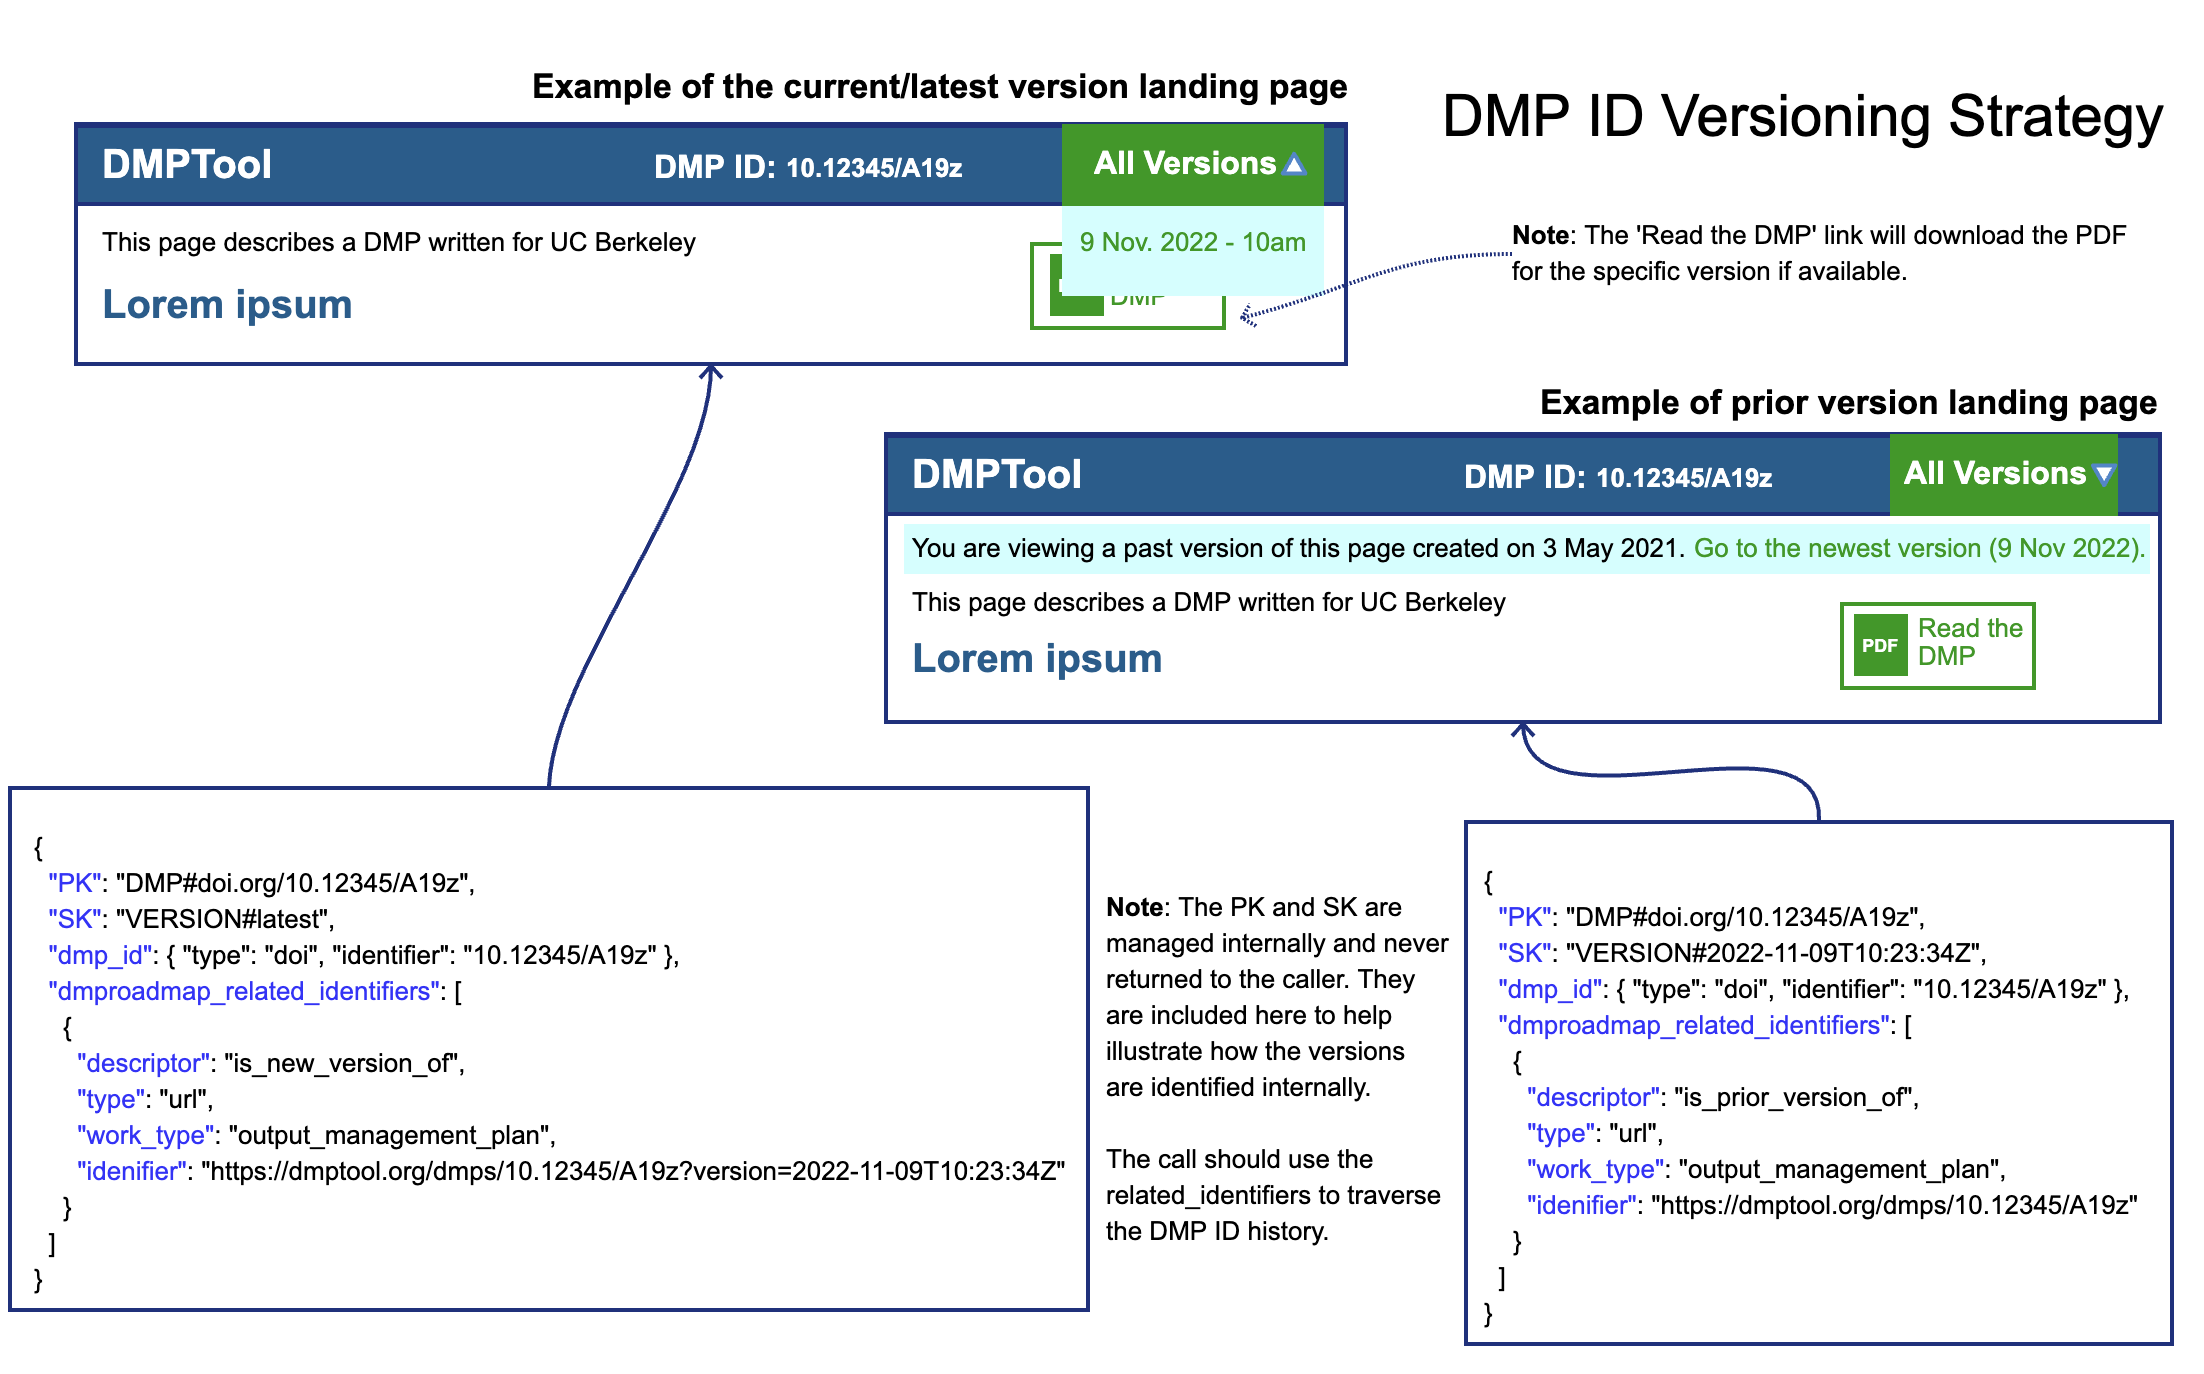 Example of the current/latest version landing page
DMP ID Versioning Strategy
DMPTool
DMP ID: 10.12345/A19z
All Versions
This page describes a DMP written for UC Berkeley
9 Nov. 2022 - 10am
DMP
Lorem ipsum
Note: The 'Read the DMP' link will download the PDF
for the specific version if available.
Example of prior version landing page
DMPTool
DMP ID: 10.12345/A19z
All Versions
You are viewing a past version of this page created on 3 May 2021. Go to the newest version (9 Nov 2022).
This page describes a DMP written for UC Berkeley
PDF
Read the
DMP
Lorem ipsum
{
"PK": "DMP#doi.org/10.12345/A19z",
"SK": "VERSION#latest",
"dmp_id": { "type": "doi", "identifier": "10.12345/A19z" },
"dmproadmap_related_identifiers": [
{
"descriptor": "is_new_version_of",
"type": "url",
"work_type": "output_management_plan",
"idenifier": "https://dmptool.org/dmps/10.12345/A19z?version=2022-11-09T10:23:34Z"
}
]
}
Note: The PK and SK are
managed internally and never
returned to the caller. They
are included here to help
illustrate how the versions
are identified internally.
The call should use the
related_identifiers to traverse
the DMP ID history.
{
"PK": "DMP#doi.org/10.12345/A19z",
"SK": "VERSION#2022-11-09T10:23:34Z",
"dmp_id": { "type": "doi", "identifier": "10.12345/A19z" },
"dmproadmap_related_identifiers": [
{
"descriptor": "is_prior_version_of",
"type": "url",
"work_type": "output_management_plan",
"idenifier": "https://dmptool.org/dmps/10.12345/A19z"
}
]
}